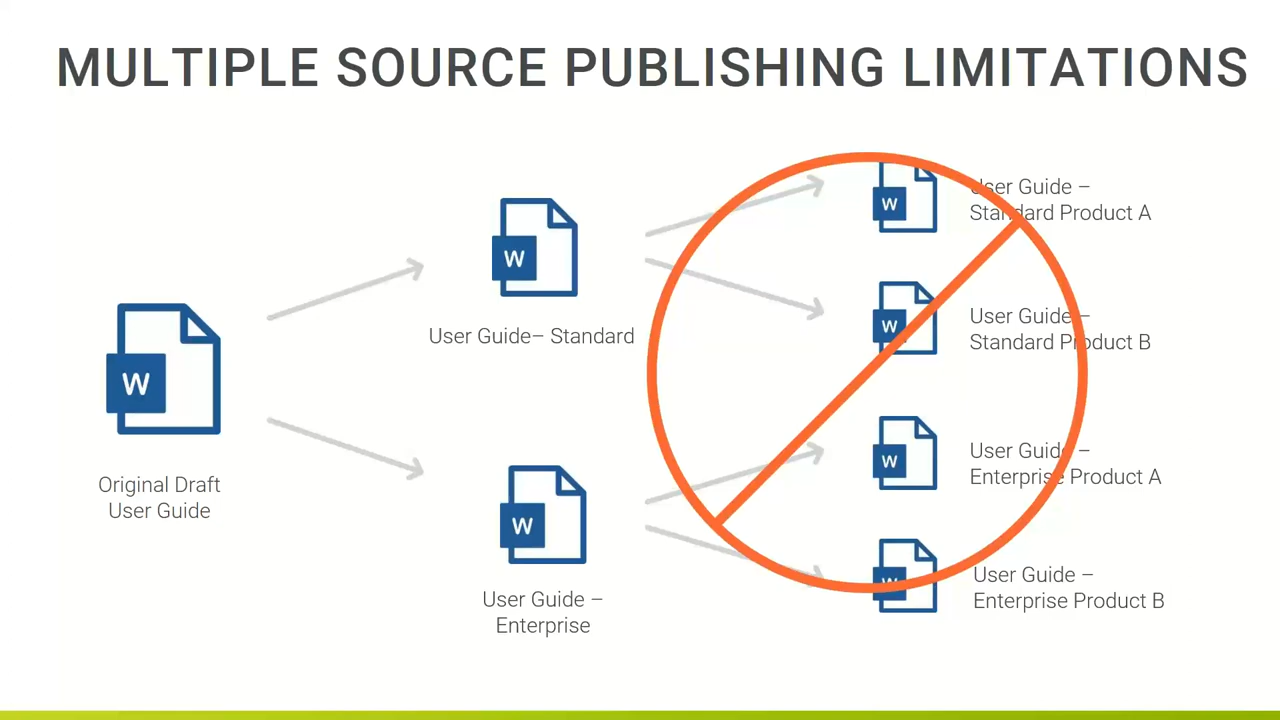 MULTIPLE SOURCE PUBLISHING LIMITATIONS
W
Original Draft
User Guide
W
User Guide– Standard
W
User Guide –
Enterprise
W
User Guide –
Standard Product A
W
User Guide –
Standard Product B
W
User Guide –
Enterprise Product A
W
User Guide –
Enterprise Product B